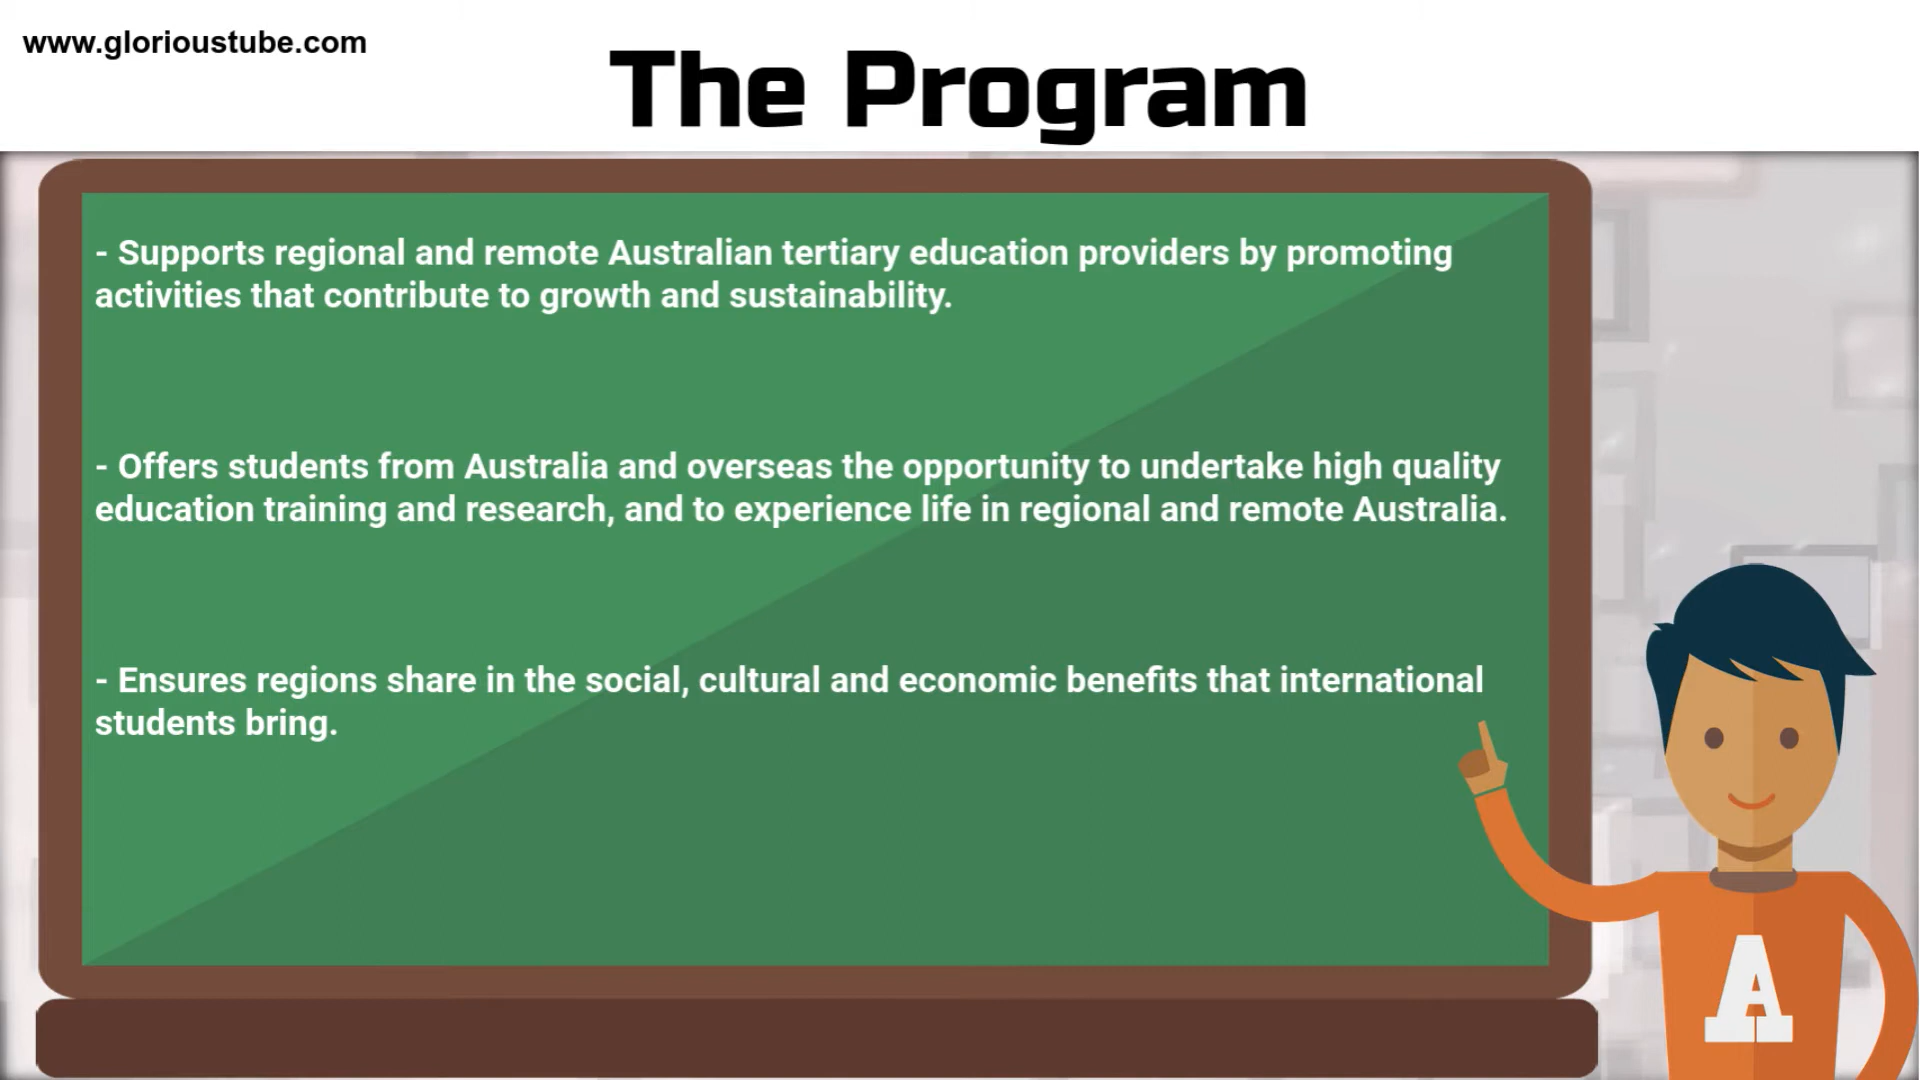 www.glorioustube.com
The Program
- Supports regional and remote Australian tertiary education providers by promoting
activities that contribute to growth and sustainability.
- Offers students from Australia and overseas the opportunity to undertake high quality
education training and research, and to experience life in regional and remote Australia.
- Ensures regions share in the social, cultural and economic benefits that international
students bring.
A